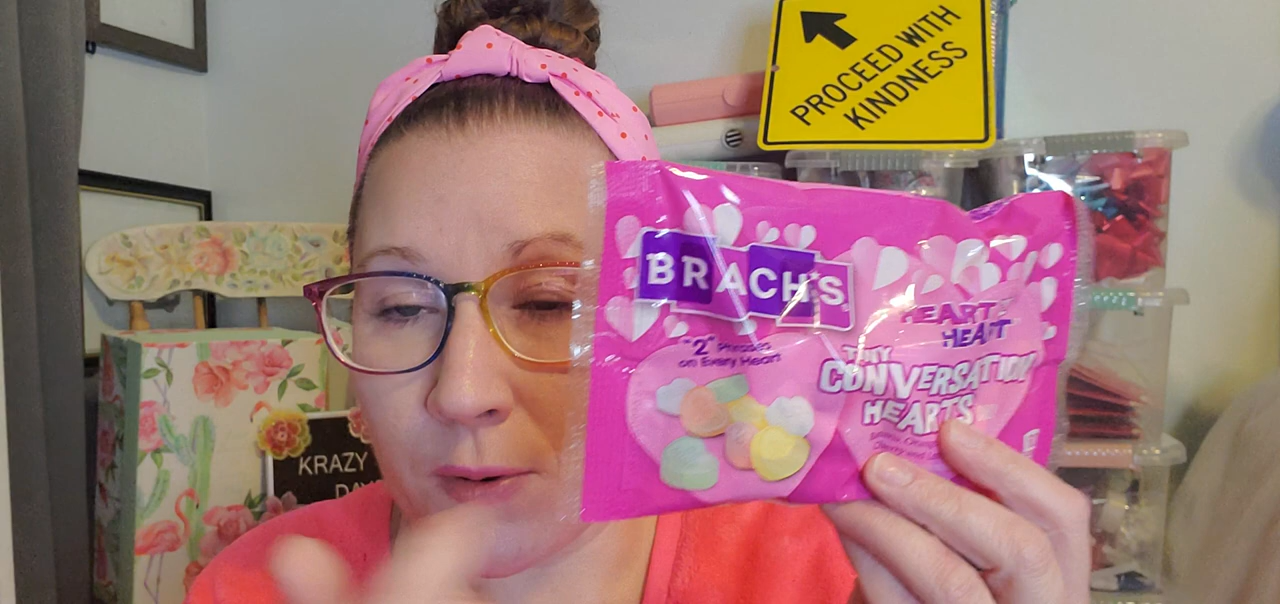 PROCEED WITH
KINDNESS
BRACH'S
HEART 2
HEART
"2" Phrases
on Every Heart
TINY
CONVERSATION
HEARTS
KRAZY
DAY